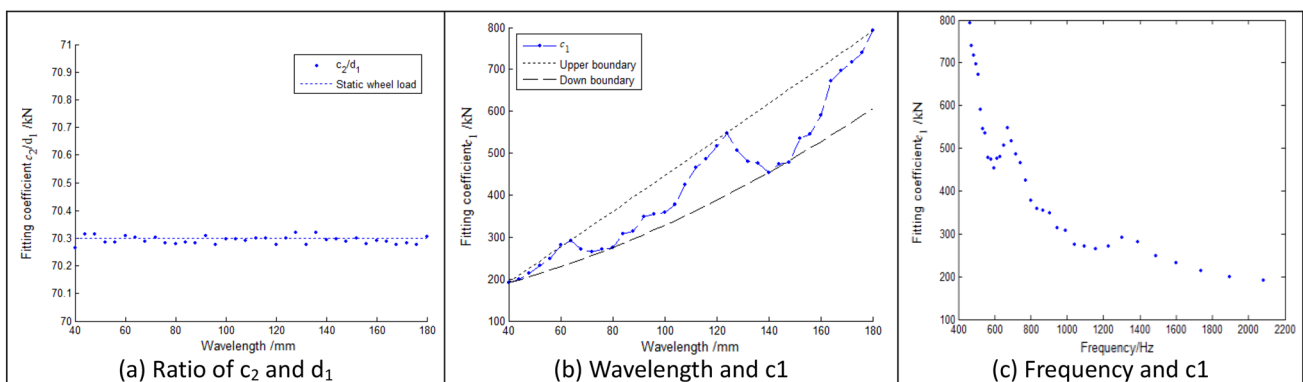 71
70.9
70.8
70.7
70.6
70.5
70.4
70.3
70.2
70.1
70
Fitting coefficient c2/d1 /kN
c2/d1
Static wheel load
40 60 80 100 120 140 160 180
Wavelength /mm
(a) Ratio of c2 and d1
800
700
600
500
400
300
200
100
Fitting coefficientc1 /kN
c1
Upper boundary
Down boundary
40 60 80 100 120 140 160 180
Wavelength /mm
(b) Wavelength and c1
800
700
600
500
400
300
200
100
Fitting coefficientc1 /kN
400 600 800 1000 1200 1400 1600 1800 2000 2200
Frequency/Hz
(c) Frequency and c1